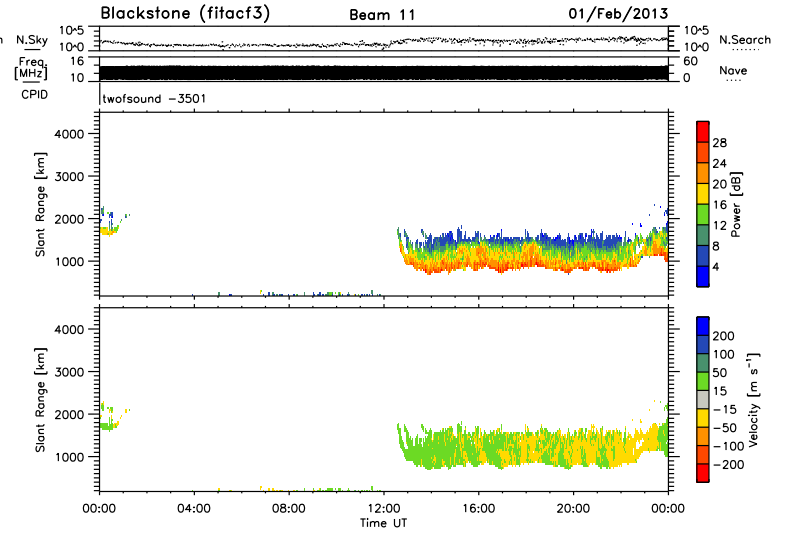 Blackstone (fitacf3) Beam 11 01/Feb/2013
N.Sky 10^5 10^0 10^5 10^0 N.Search
Freq. [MHz] 16 10 60 0 Nave
CPID twofsound -3501
Slant Range [km] 4000 3000 2000 1000
28 24 20 16 12 8 4 Power [dB]
Slant Range [km] 4000 3000 2000 1000
200 100 50 15 -15 -50 -100 -200 Velocity [m s^-1]
00:00 04:00 08:00 12:00 16:00 20:00 00:00
Time UT